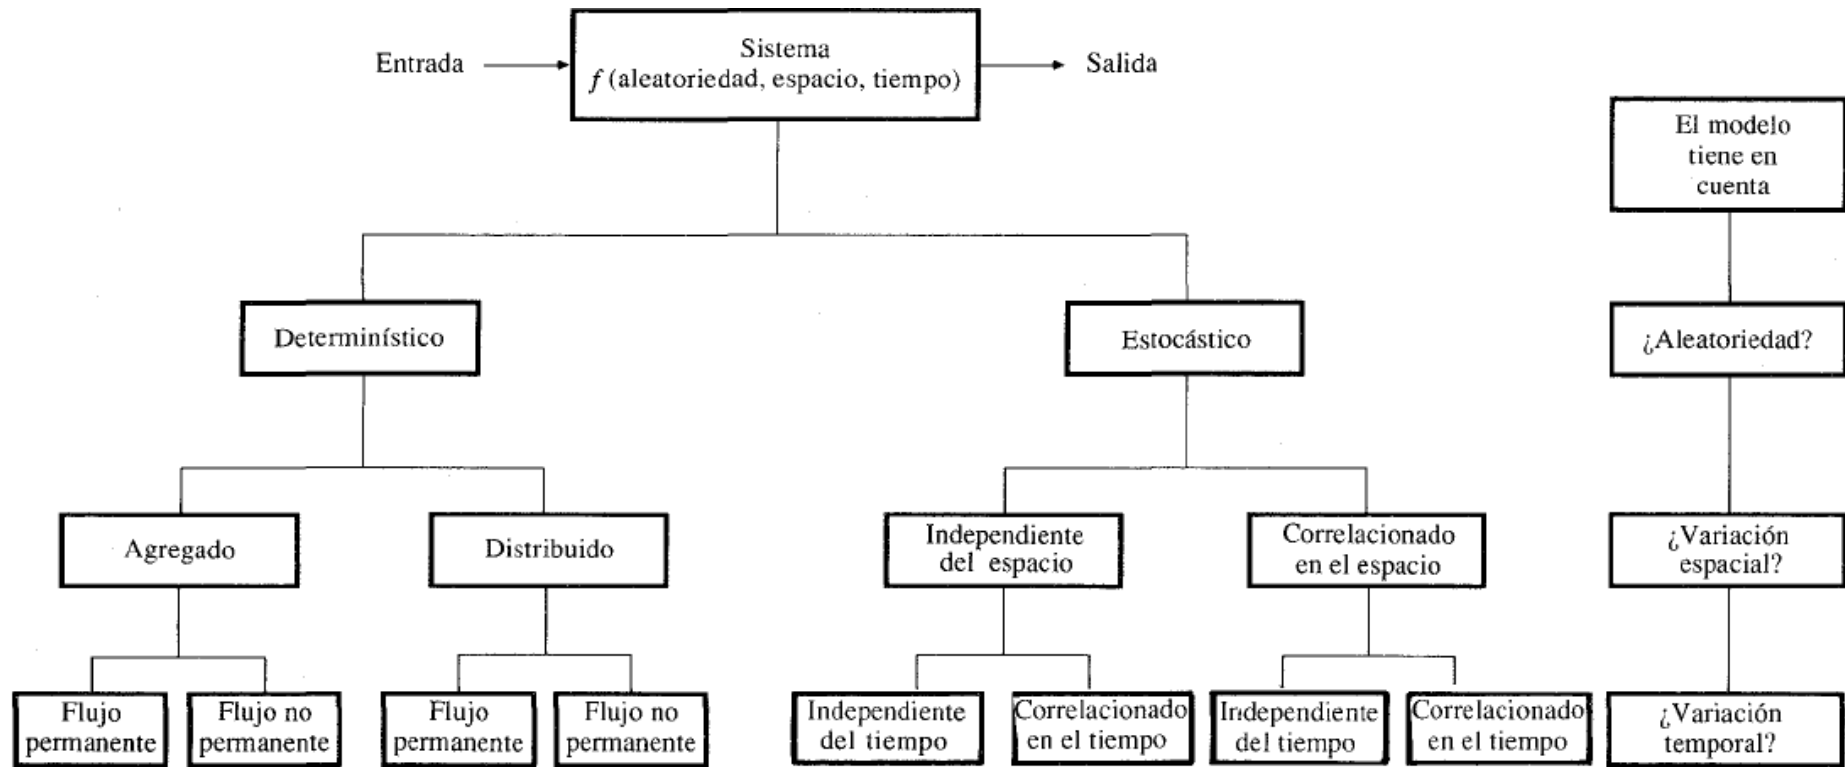 Entrada
Sistema
f (aleatoriedad, espacio, tiempo)
Salida
El modelo
tiene en
cuenta
Determinístico
Estocástico
¿Aleatoriedad?
Agregado
Distribuido
Independiente
del espacio
Correlacionado
en el espacio
¿Variación
espacial?
Flujo
permanente
Flujo no
permanente
Flujo
permanente
Flujo no
permanente
Independiente
del tiempo
Correlacionado
en el tiempo
Independiente
del tiempo
Correlacionado
en el tiempo
¿Variación
temporal?